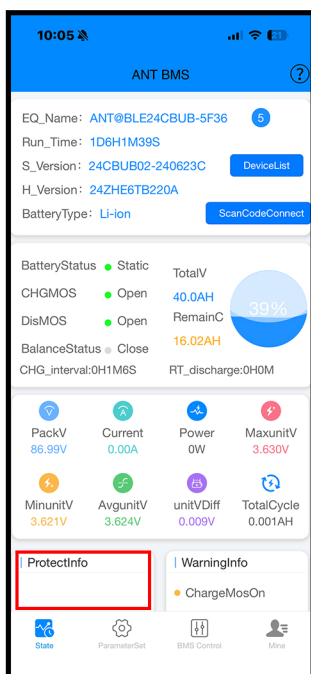 10:05
21
ANT BMS
?
EQ_Name: ANT@BLE24CBUB-5F36 5
Run_Time: 1D6H1M39S
S_Version: 24CBUB02-240623C DeviceList
H_Version: 24ZHE6TB220A
BatteryType: Li-ion ScanCodeConnect
BatteryStatus Static TotalV
CHGMOS Open 40.0AH
DisMOS Open RemainC 39%
BalanceStatus Close 16.02AH
CHG_interval:0H1M6S RT_discharge:0H0M
PackV Current Power MaxunitV
86.99V 0.00A 0W 3.630V
MinunitV AvgunitV unitVDiff TotalCycle
3.621V 3.624V 0.009V 0.001AH
ProtectInfo WarningInfo
ChargeMosOn
State ParameterSet BMS Control Mine